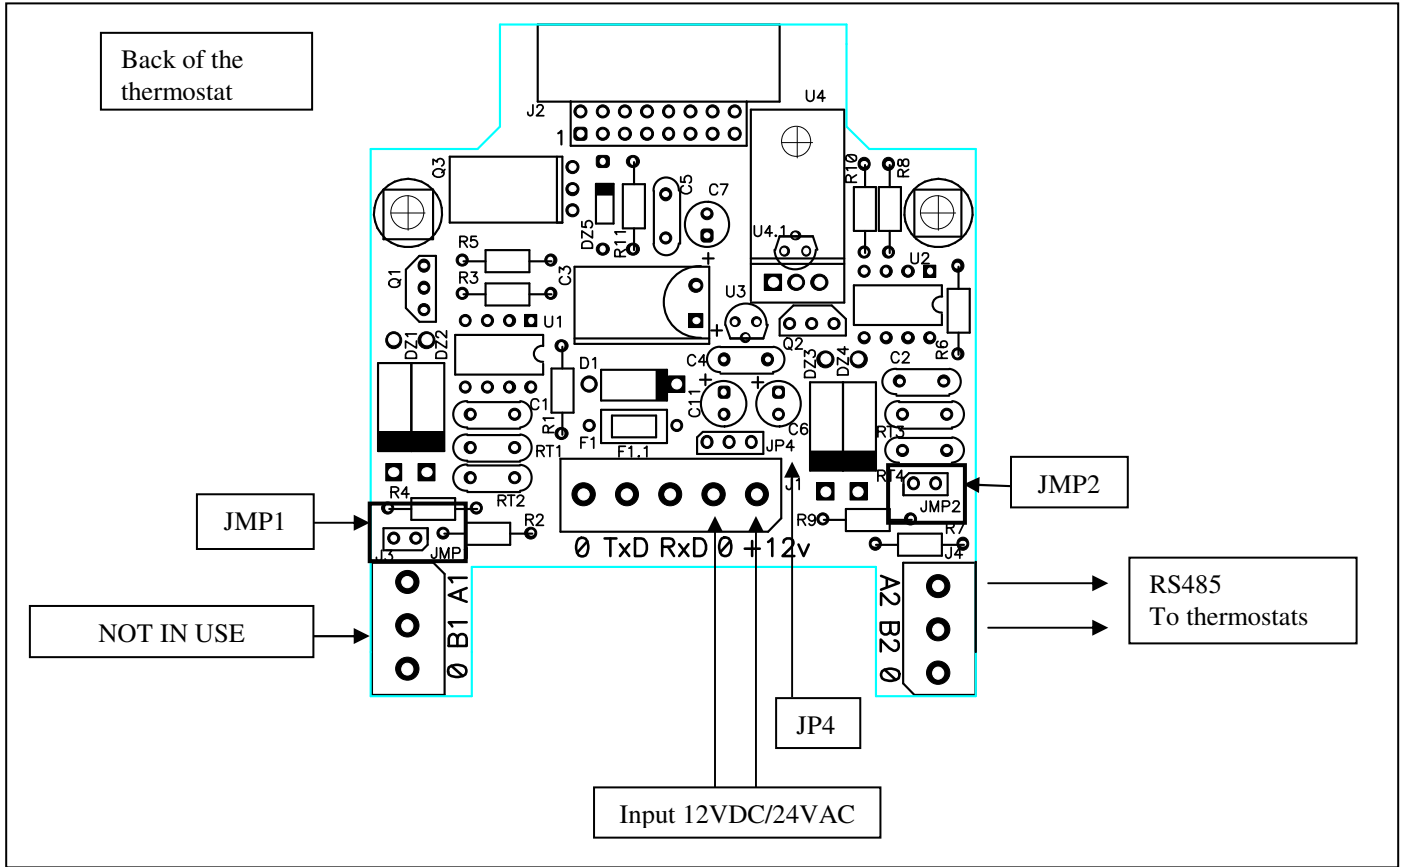 Back of the
thermostat
J2
1
U4
Q3
DZ5
R11
C5
C7
+
U4.1
R10
R8
U2
R6
Q1
R5
R3
C3
U1
U3
+
Q2
DZ1
DZ2
D1
C4
+
+
C11
C6
DZ3
DZ4
C2
C1
R1
RT1
RT2
F1
F1.1
JP4
J1
RT3
RT4
JMP2
R4
R2
J3
JMP
R9
R7
J4
JMP1
JMP2
0 TxD RxD 0 +12v
0 B1 A1
A2 B2 0
NOT IN USE
RS485
To thermostats
JP4
Input 12VDC/24VAC